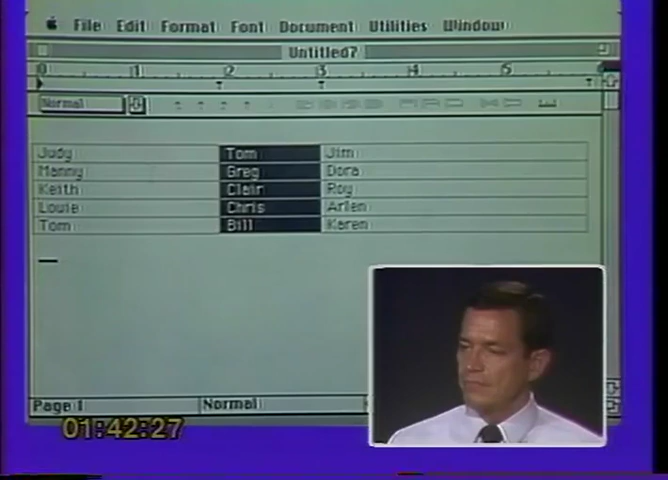 File Edit Format Font Document Utilities Window
Untitled7
0 1 2 3 4 5
Normal
Judy Tom Jim
Manny Greg Dora
Keith Clair Roy
Louie Chris Arlen
Tom Bill Karen
Page 1 Normal
01:42:27